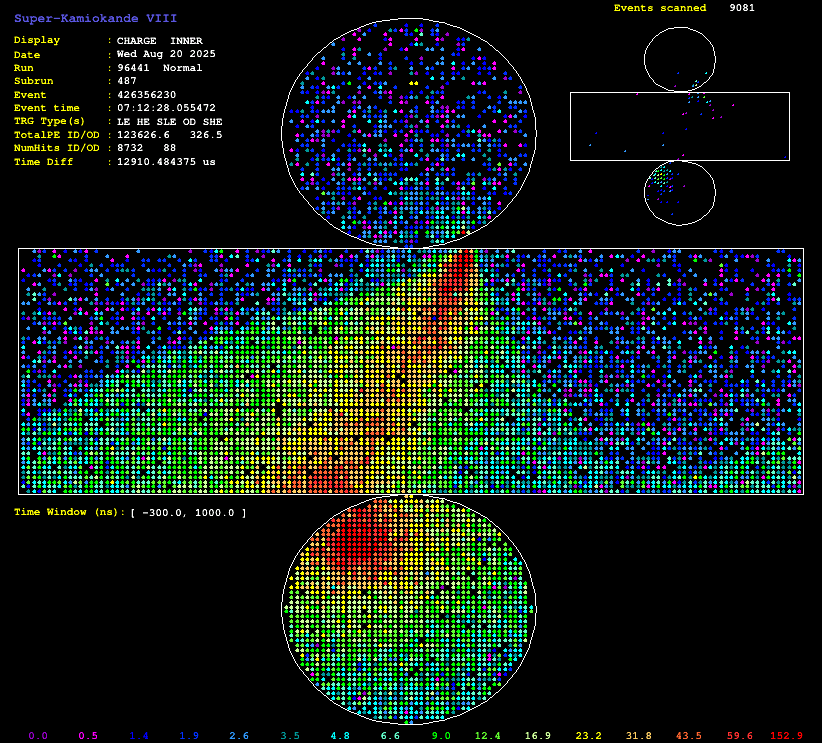 Super-Kamiokande VIII
Events scanned 9081
Display : CHARGE INNER
Date : Wed Aug 20 2025
Run : 96441 Normal
Subrun : 487
Event : 426356230
Event time : 07:12:28.055472
TRG Type(s) : LE HE SLE OD SHE
TotalPE ID/OD : 123626.6 326.5
NumHits ID/OD : 8732 88
Time Diff : 12910.484375 us
Time Window (ns): [ -300.0, 1000.0 ]
0.0 0.5 1.4 1.9 2.6 3.5 4.8 6.6 9.0 12.4 16.9 23.2 31.8 43.5 59.6 152.9